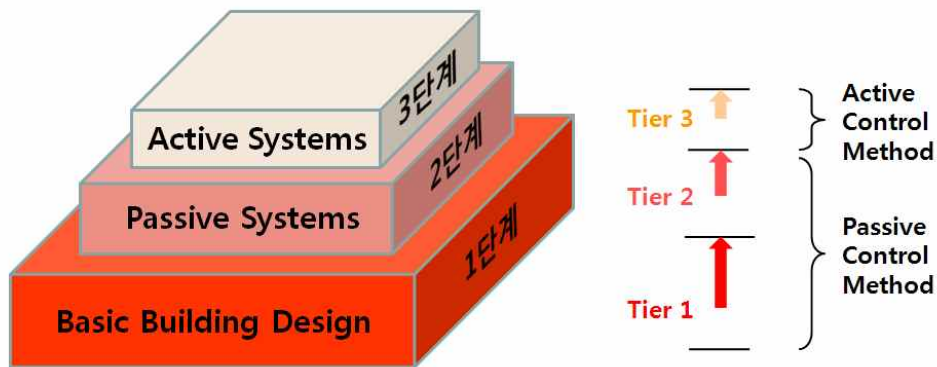 Active Systems
3단계
Passive Systems
2단계
Basic Building Design
1단계
Tier 3
Tier 2
Tier 1
Active
Control
Method
Passive
Control
Method